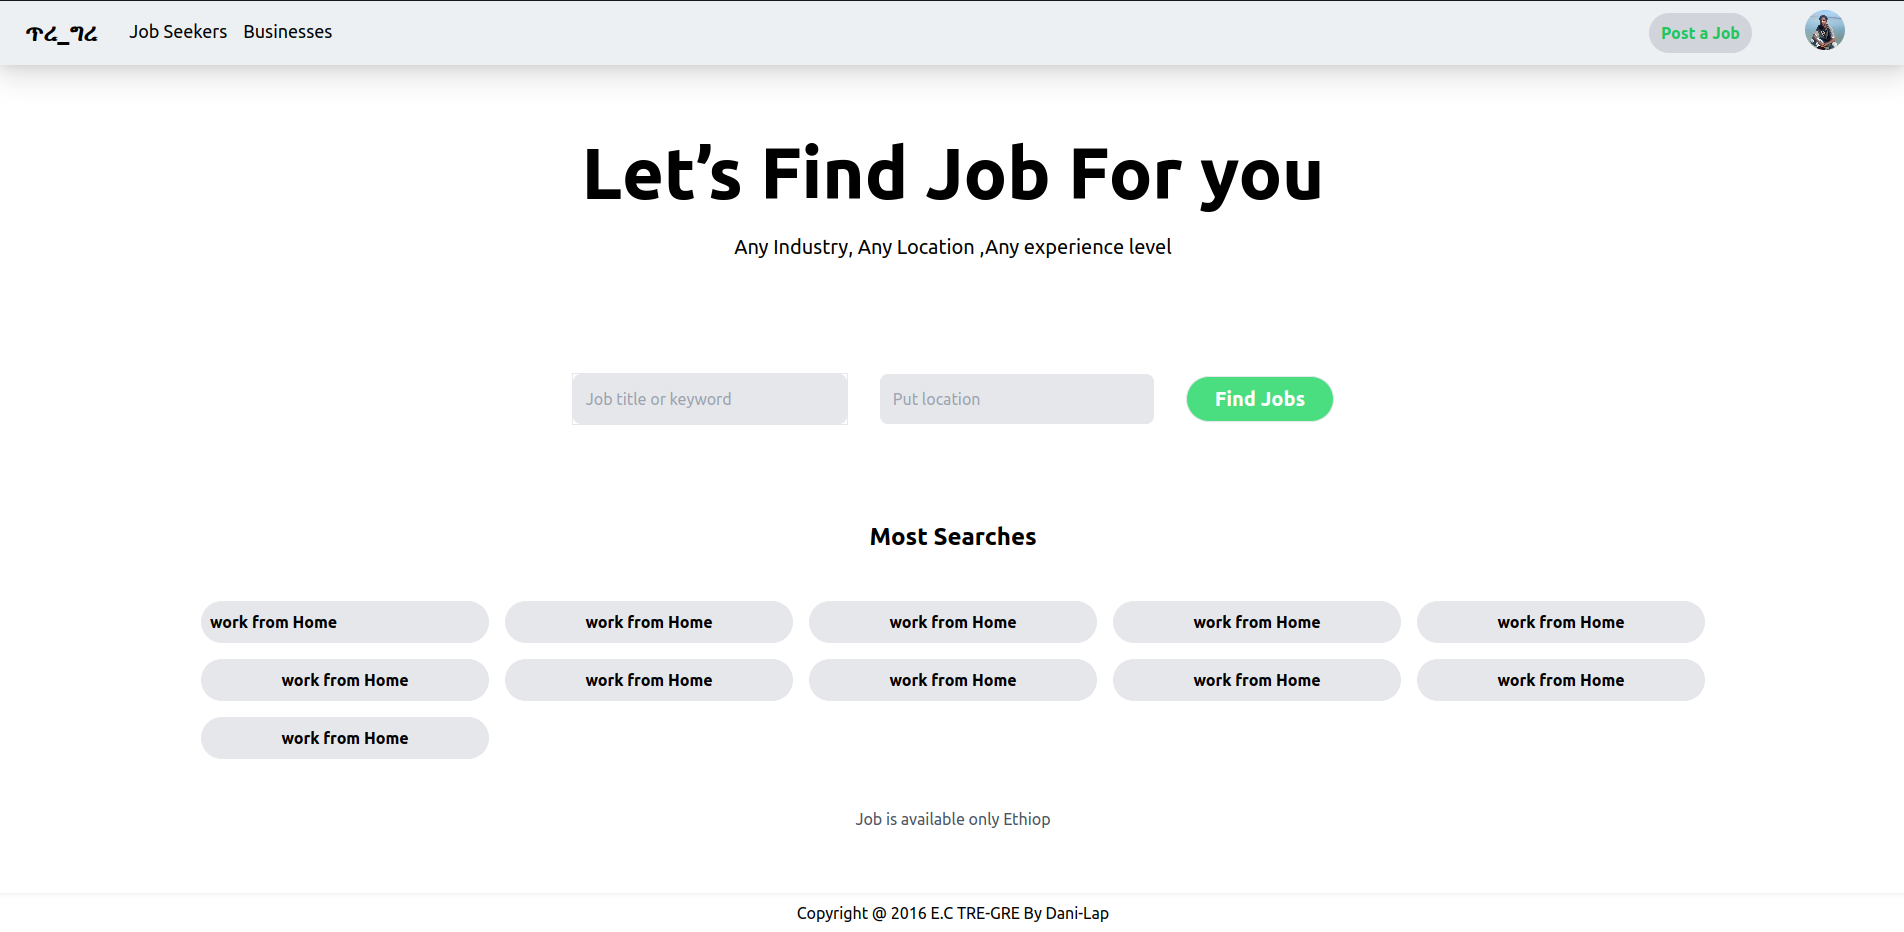 ጥሪ_ግሬ Job Seekers Businesses Post a Job
Let’s Find Job For you
Any Industry, Any Location ,Any experience level
Job title or keyword Put location Find Jobs
Most Searches
work from Home work from Home work from Home work from Home work from Home
work from Home work from Home work from Home work from Home work from Home
work from Home
Job is available only Ethiop
Copyright @ 2016 E.C TRE-GRE By Dani-Lap